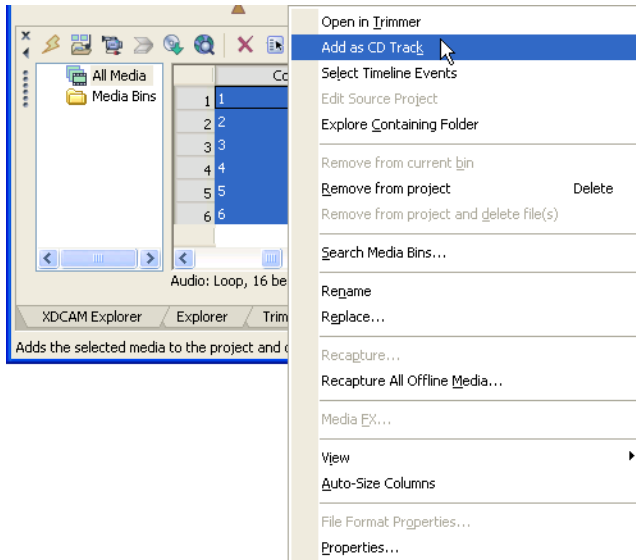 All Media
Media Bins
Co
1 1
2 2
3 3
4 4
5 5
6 6
Audio: Loop, 16 be
XDCAM Explorer
Explorer
Trim
Adds the selected media to the project and c
Open in Trimmer
Add as CD Track
Select Timeline Events
Edit Source Project
Explore Containing Folder
Remove from current bin
Remove from project Delete
Remove from project and delete file(s)
Search Media Bins...
Rename
Replace...
Recapture...
Recapture All Offline Media...
Media FX...
View
Auto-Size Columns
File Format Properties...
Properties...